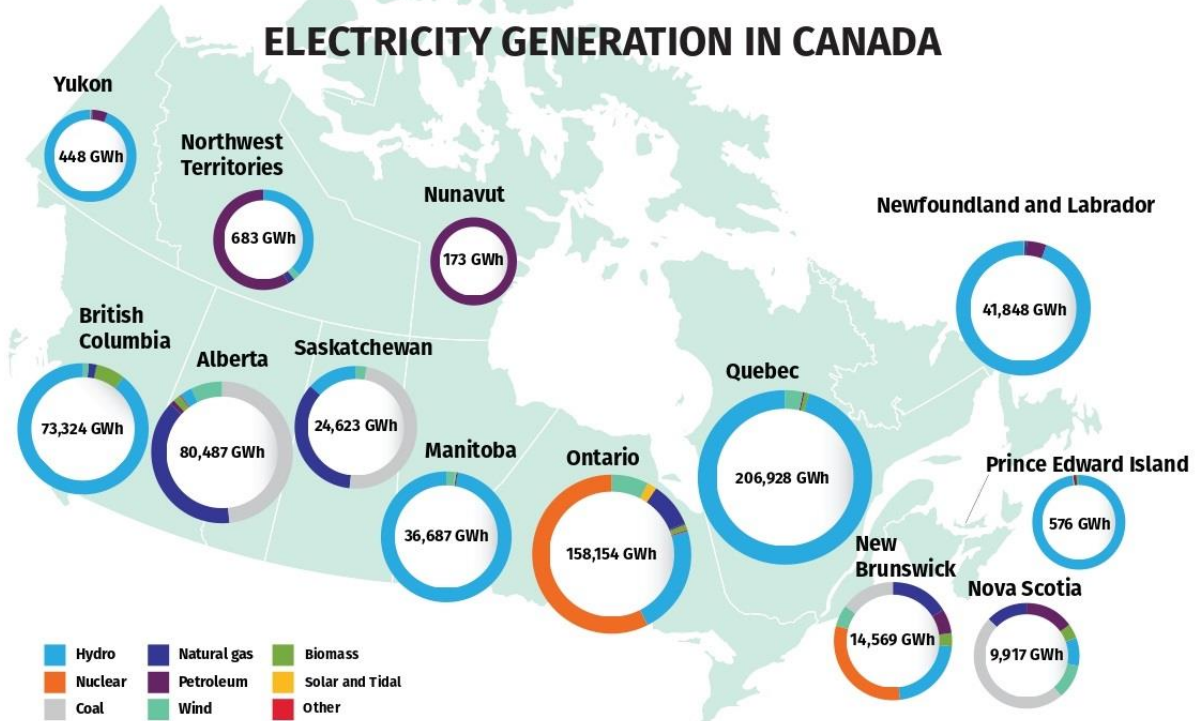 ELECTRICITY GENERATION IN CANADA
Yukon
448 GWh
Northwest
Territories
683 GWh
Nunavut
173 GWh
Newfoundland and Labrador
41,848 GWh
British
Columbia
73,324 GWh
Alberta
80,487 GWh
Saskatchewan
24,623 GWh
Manitoba
36,687 GWh
Ontario
158,154 GWh
Quebec
206,928 GWh
Prince Edward Island
576 GWh
New
Brunswick
14,569 GWh
Nova Scotia
9,917 GWh
Hydro
Natural gas
Biomass
Nuclear
Petroleum
Solar and Tidal
Coal
Wind
Other